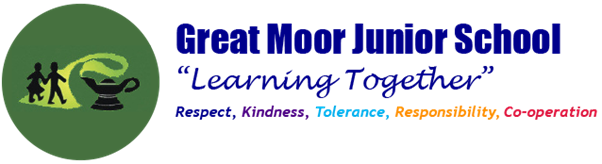 Great Moor Junior School
“Learning Together”
Respect, Kindness, Tolerance, Responsibility, Co-operation